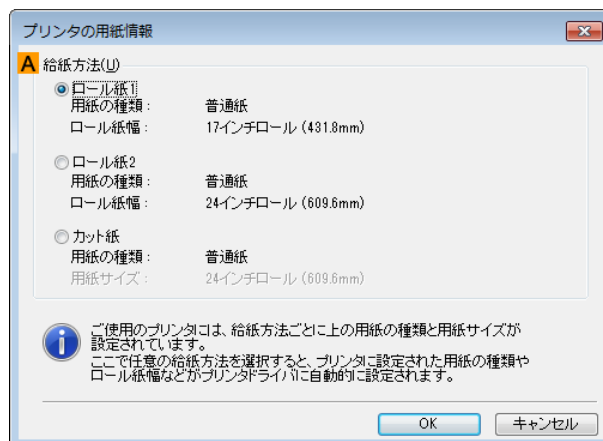 プリンタの用紙情報
A 給紙方法(U)
ロール紙1
用紙の種類： 普通紙
ロール紙幅： 17インチロール (431.8mm)
ロール紙2
用紙の種類： 普通紙
ロール紙幅： 24インチロール (609.6mm)
カット紙
用紙の種類： 普通紙
用紙サイズ： 24インチロール (609.6mm)
ご使用のプリンタには、給紙方法ごとに上の用紙の種類と用紙サイズが
設定されています。
ここで任意の給紙方法を選択すると、プリンタに設定された用紙の種類や
ロール紙幅などがプリンタドライバに自動的に設定されます。
OK キャンセル